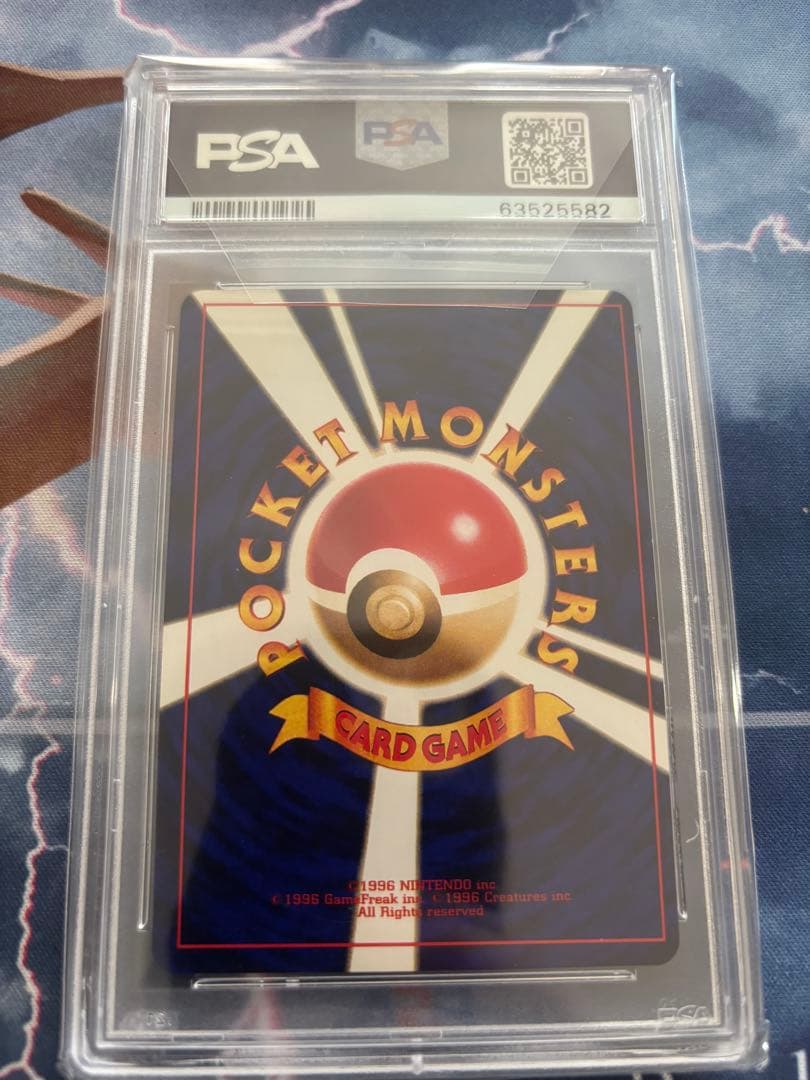 PSA
PSA
63525582
POCKET MONSTERS
CARD GAME
©1996 NINTENDO inc
©1996 GameFreak inc. ©1996 Creatures inc.
All Rights reserved
PSA